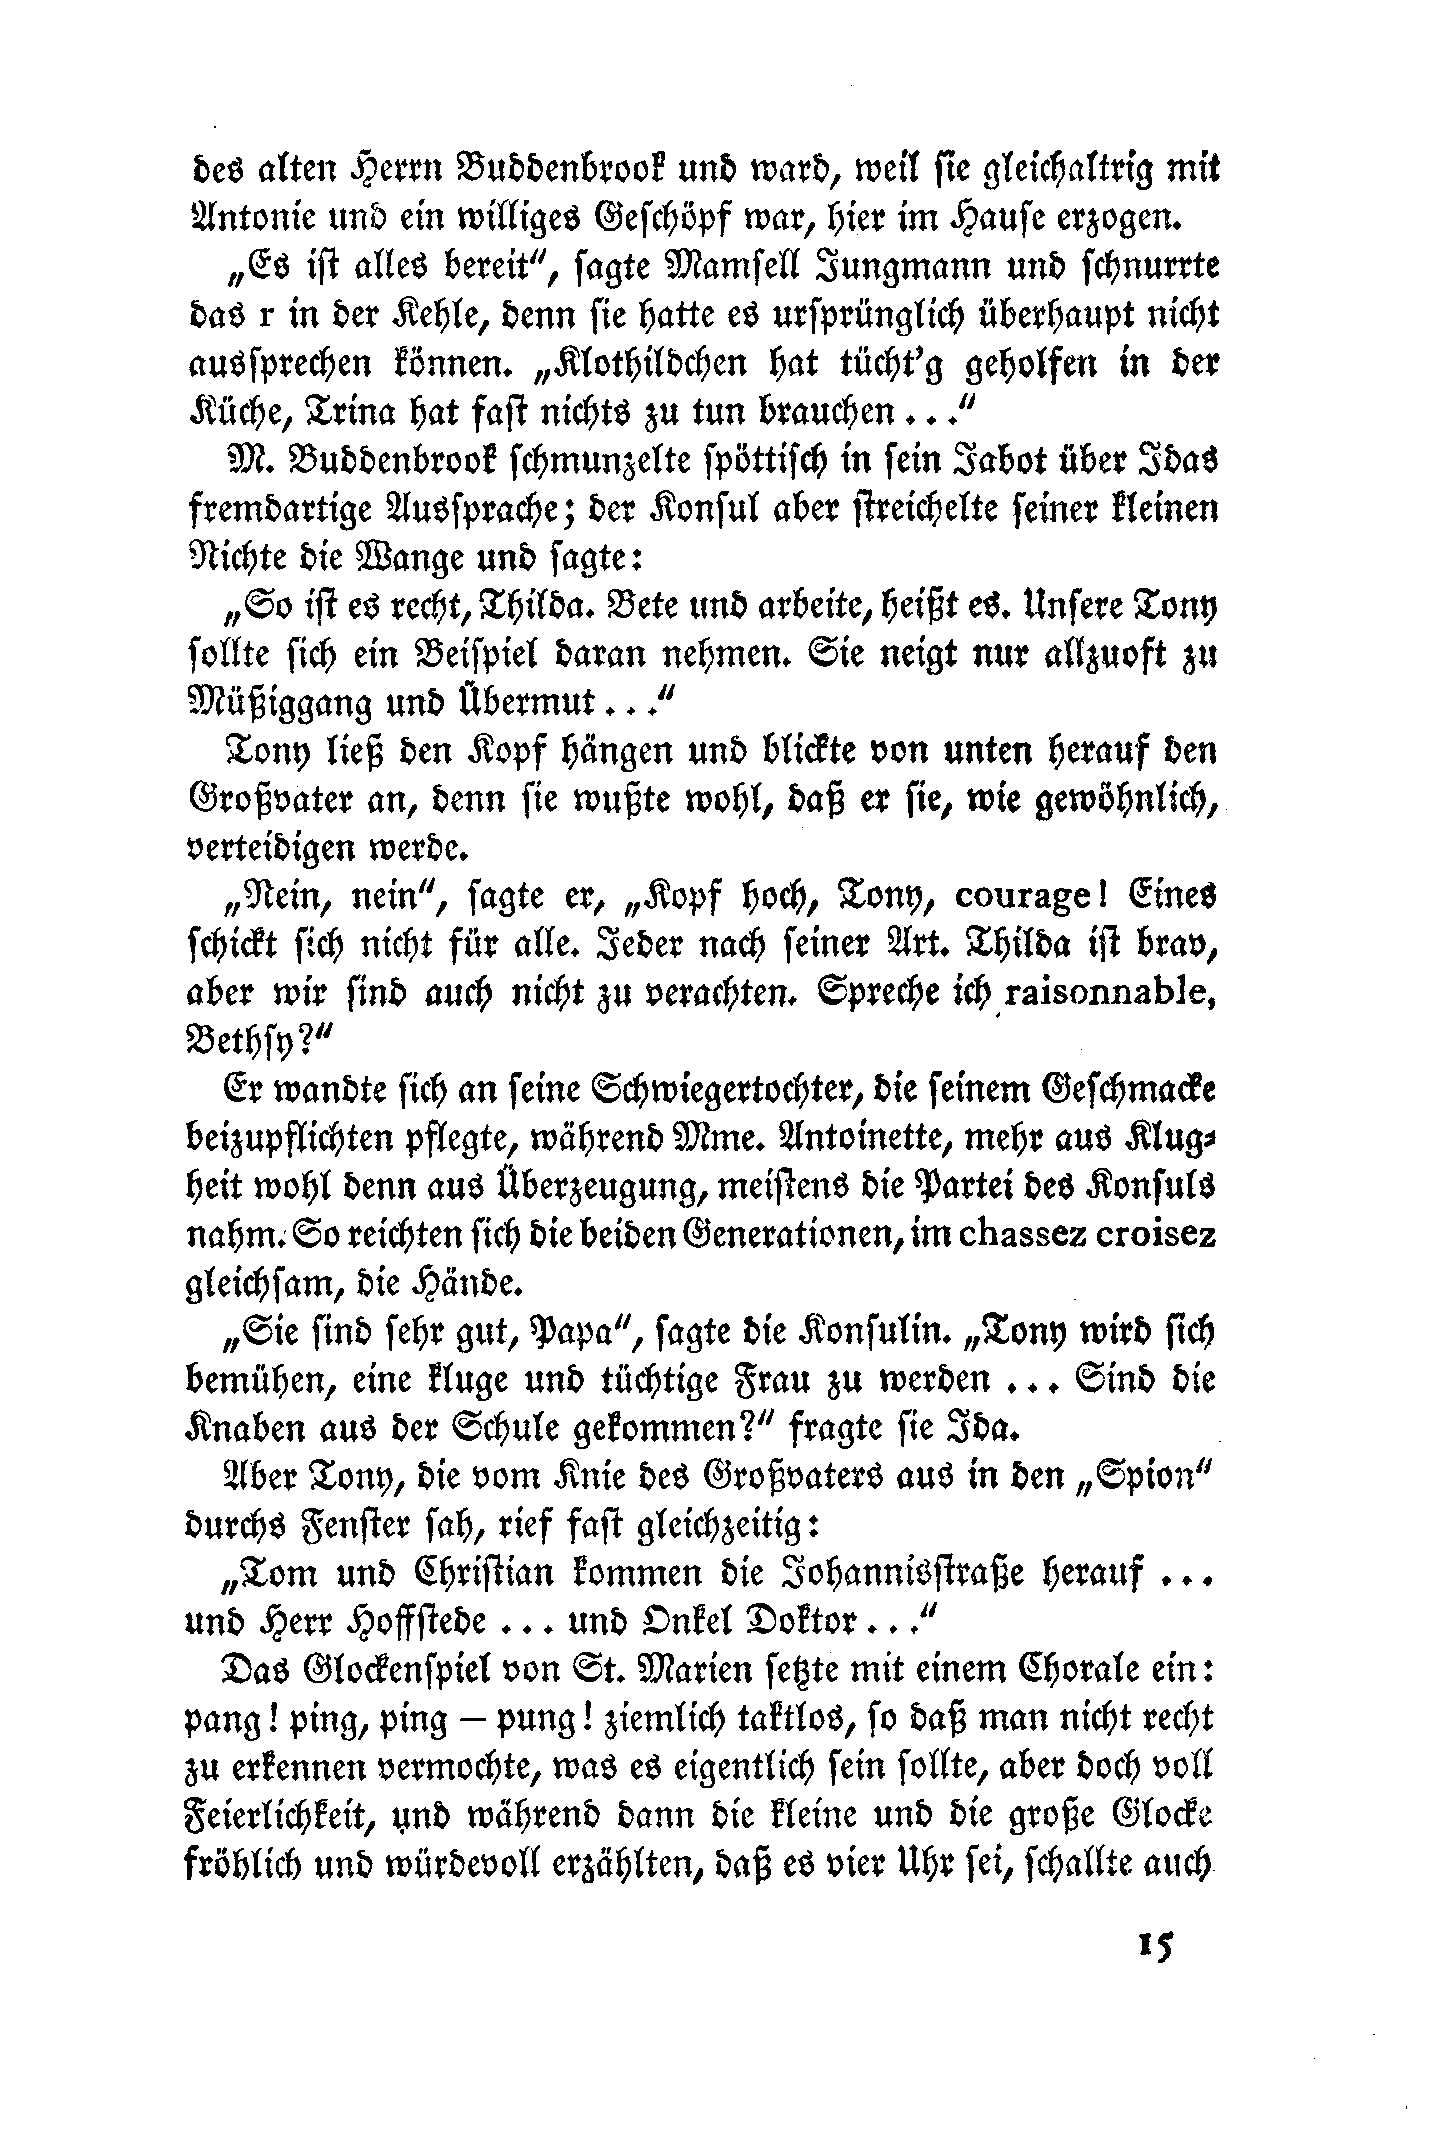 des alten Herrn Buddenbrook und ward, weil sie gleichaltrig mit
Antonie und ein williges Geschöpf war, hier im Hause erzogen.
„Es ist alles bereit“, sagte Mamsell Jungmann und schnurrte
das r in der Kehle, denn sie hatte es ursprünglich überhaupt nicht
aussprechen können. „Klothildchen hat tücht’g geholfen in der
Küche, Trina hat fast nichts zu tun brauchen . . .“
M. Buddenbrook schmunzelte spöttisch in sein Jabot über Idas
fremdartige Aussprache; der Konsul aber streichelte seiner kleinen
Nichte die Wange und sagte:
„So ist es recht, Thilda. Bete und arbeite, heißt es. Unsere Tony
sollte sich ein Beispiel daran nehmen. Sie neigt nur allzuoft zu
Müßiggang und Übermut . . .“
Tony ließ den Kopf hängen und blickte von unten herauf den
Großvater an, denn sie wußte wohl, daß er sie, wie gewöhnlich,
verteidigen werde.
„Nein, nein“, sagte er, „Kopf hoch, Tony, courage! Eines
schickt sich nicht für alle. Jeder nach seiner Art. Thilda ist brav,
aber wir sind auch nicht zu verachten. Spreche ich raisonnable,
Bethsy?“
Er wandte sich an seine Schwiegertochter, die seinem Geschmacke
beizupflichten pflegte, während Mme. Antoinette, mehr aus Klug-
heit wohl denn aus Überzeugung, meistens die Partei des Konsuls
nahm. So reichten sich die beiden Generationen, im chassez croisez
gleichsam, die Hände.
„Sie sind sehr gut, Papa“, sagte die Konsulin. „Tony wird sich
bemühen, eine kluge und tüchtige Frau zu werden . . . Sind die
Knaben aus der Schule gekommen?“ fragte sie Ida.
Aber Tony, die vom Knie des Großvaters aus in den „Spion“
durchs Fenster sah, rief fast gleichzeitig:
„Tom und Christian kommen die Johannisstraße herauf . . .
und Herr Hoffstede . . . und Onkel Doktor . . .“
Das Glockenspiel von St. Marien setzte mit einem Chorale ein:
pang! ping, ping – pung! ziemlich taktlos, so daß man nicht recht
zu erkennen vermochte, was es eigentlich sein sollte, aber doch voll
Feierlichkeit, und während dann die kleine und die große Glocke
fröhlich und würdevoll erzählten, daß es vier Uhr sei, schallte auch
15